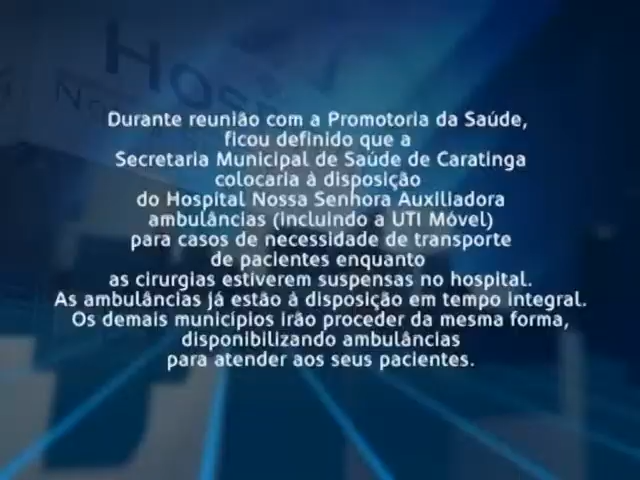 Hos
No
Durante reunião com a Promotoria da Saúde,
ficou definido que a
Secretaria Municipal de Saúde de Caratinga
colocaria à disposição
do Hospital Nossa Senhora Auxiliadora
ambulâncias (incluindo a UTI Móvel)
para casos de necessidade de transporte
de pacientes enquanto
as cirurgias estiverem suspensas no hospital.
As ambulâncias já estão à disposição em tempo integral.
Os demais municípios irão proceder da mesma forma,
disponibilizando ambulâncias
para atender aos seus pacientes.